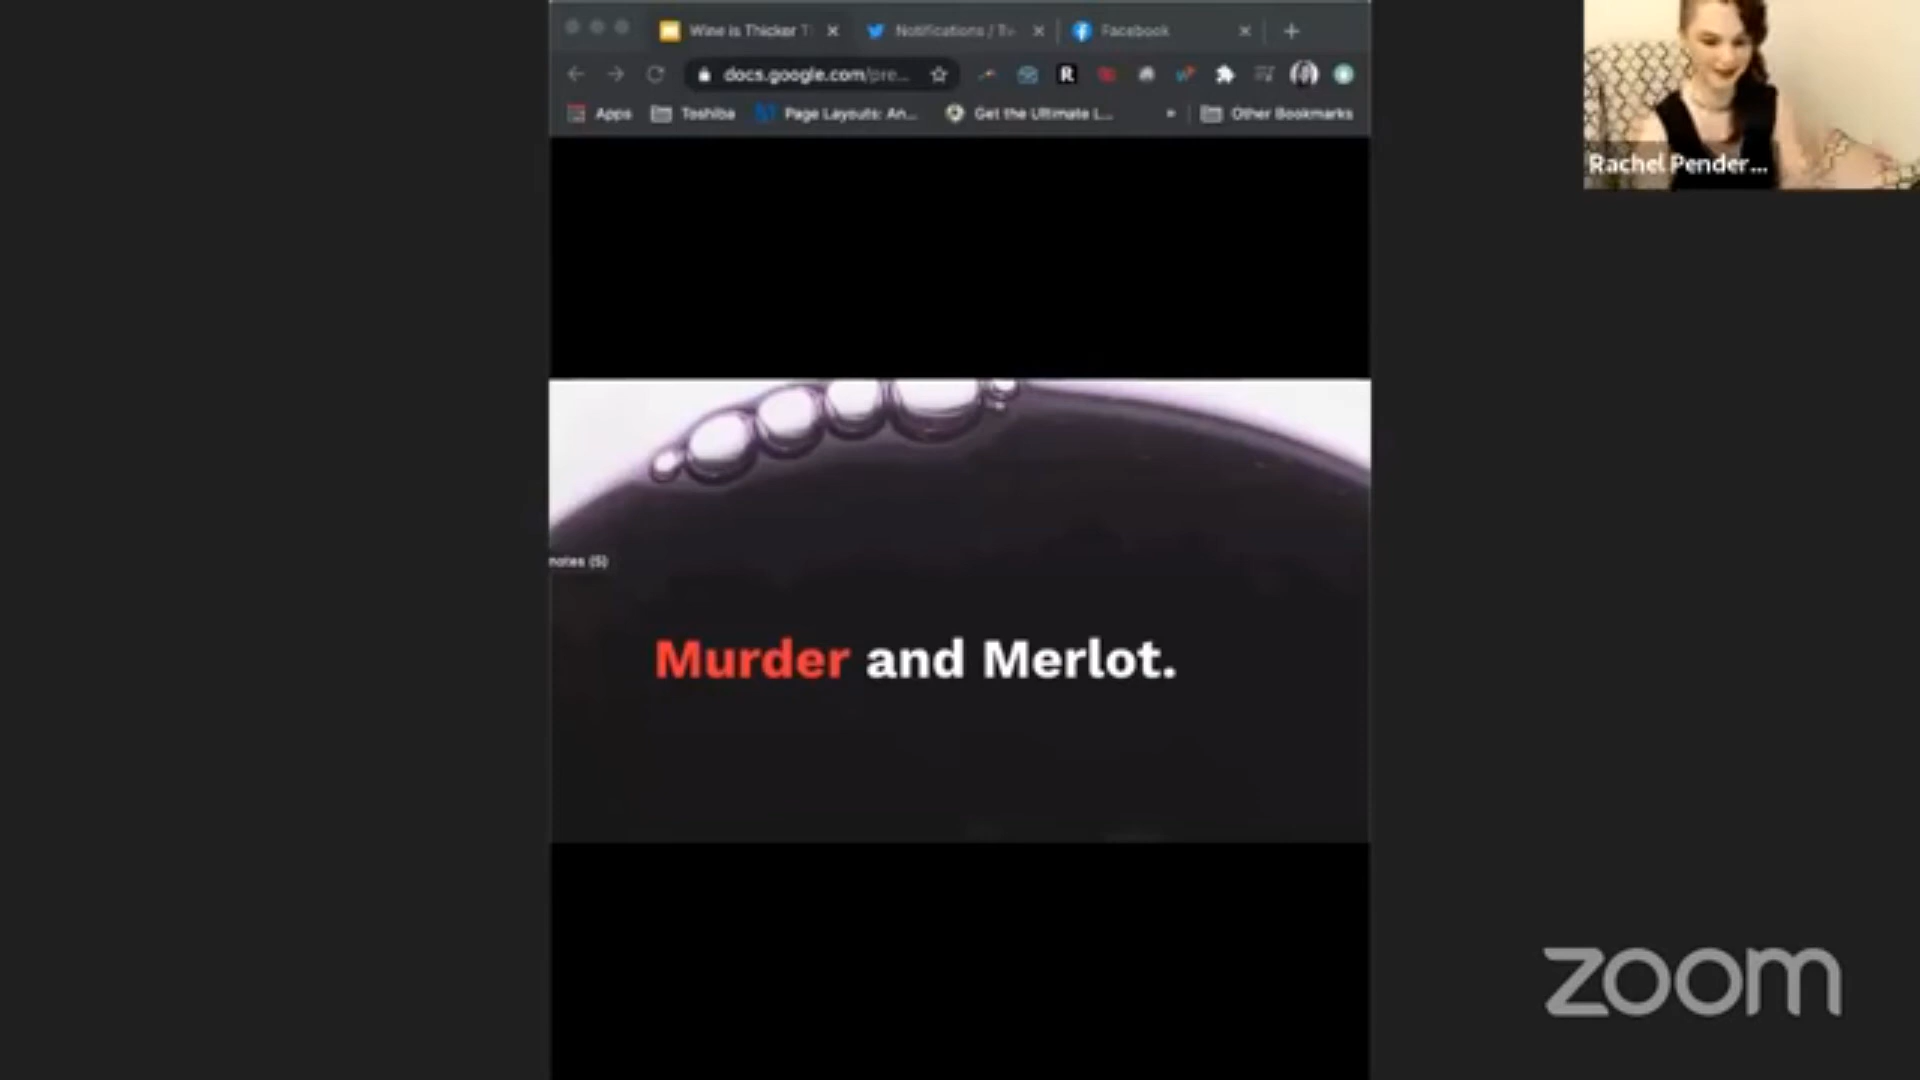 Wine is Thicker T
Notifications / Tw
Facebook
docs.google.com/pre...
R
Apps
Toshiba
Page Layouts: An...
Get the Ultimate L...
»
Other Bookmarks
Rachel Pender...
notes (5)
Murder and Merlot.
zoom